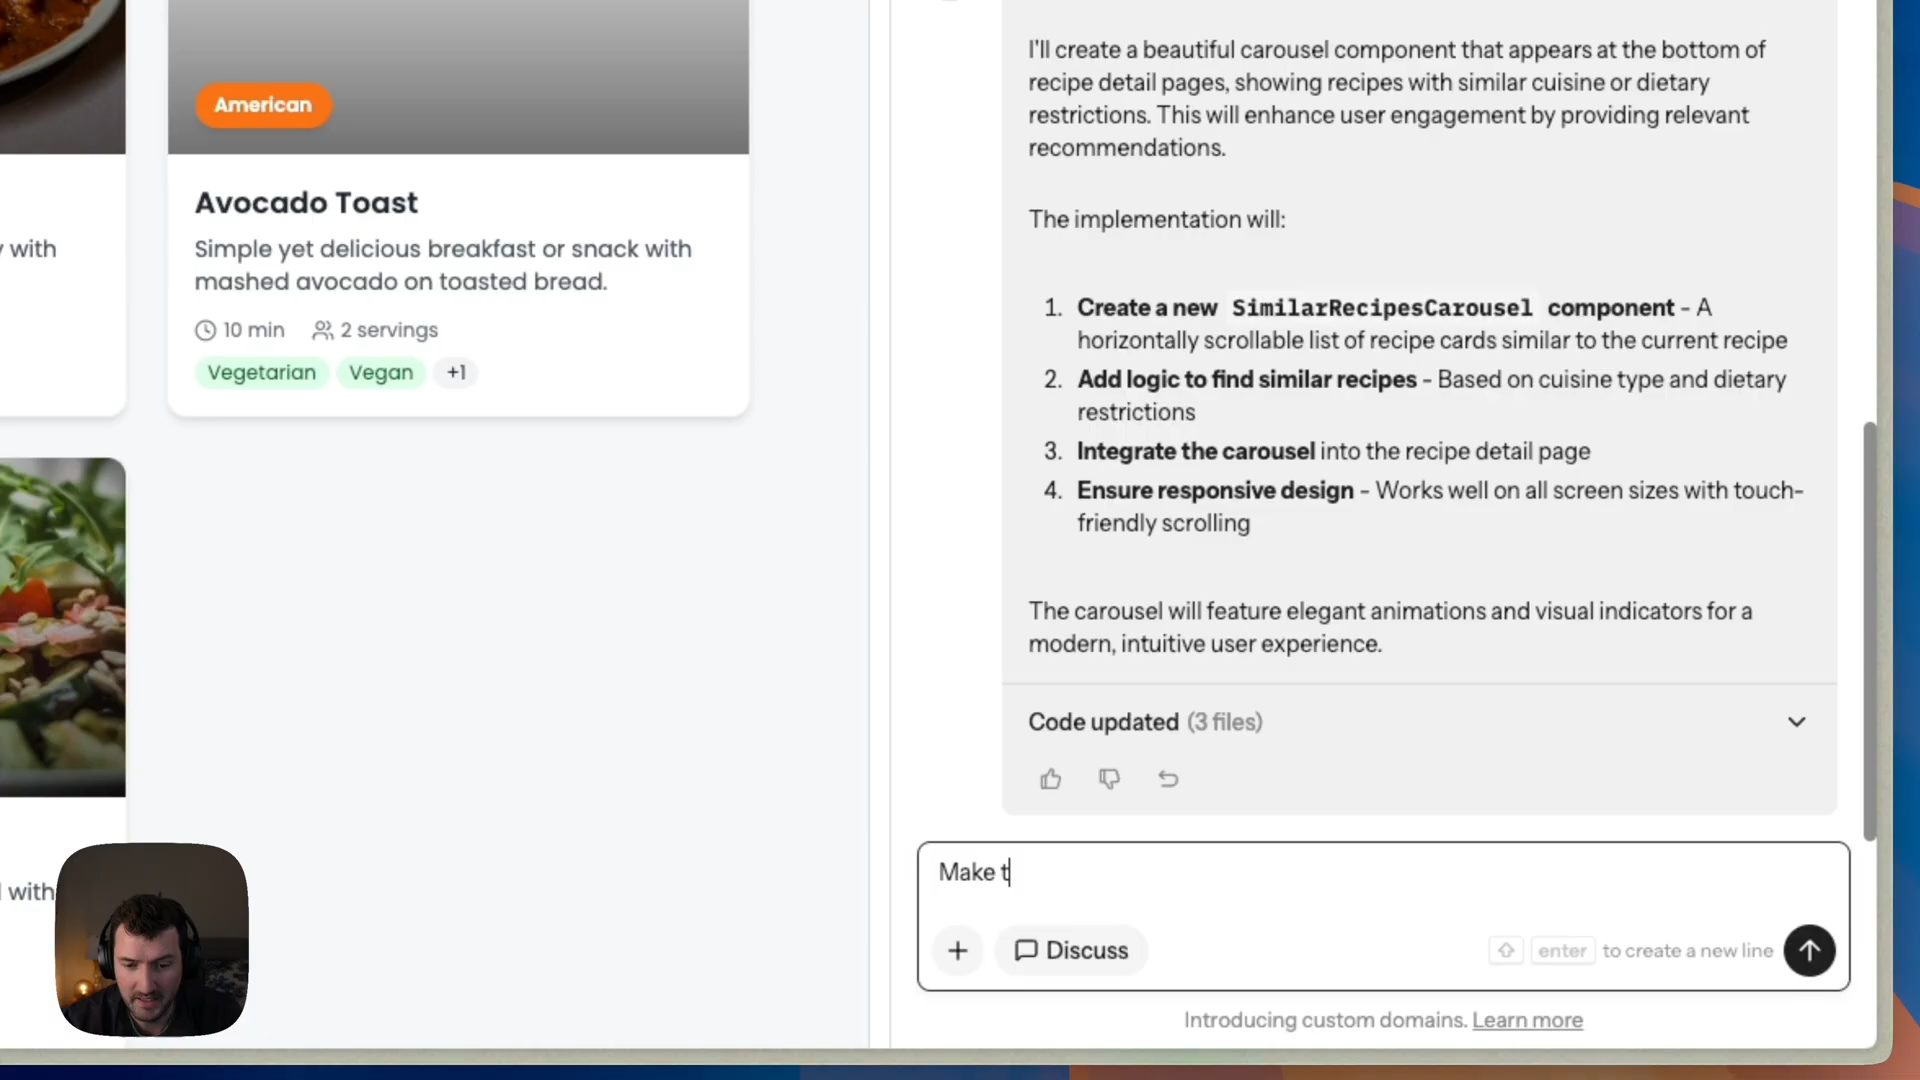 American
Avocado Toast
Simple yet delicious breakfast or snack with
mashed avocado on toasted bread.
10 min 2 servings
Vegetarian Vegan +1
with
with
I'll create a beautiful carousel component that appears at the bottom of
recipe detail pages, showing recipes with similar cuisine or dietary
restrictions. This will enhance user engagement by providing relevant
recommendations.
The implementation will:
1. Create a new SimilarRecipesCarousel component - A
horizontally scrollable list of recipe cards similar to the current recipe
2. Add logic to find similar recipes - Based on cuisine type and dietary
restrictions
3. Integrate the carousel into the recipe detail page
4. Ensure responsive design - Works well on all screen sizes with touch-
friendly scrolling
The carousel will feature elegant animations and visual indicators for a
modern, intuitive user experience.
Code updated (3 files)
Make t
Discuss
enter to create a new line
Introducing custom domains. Learn more